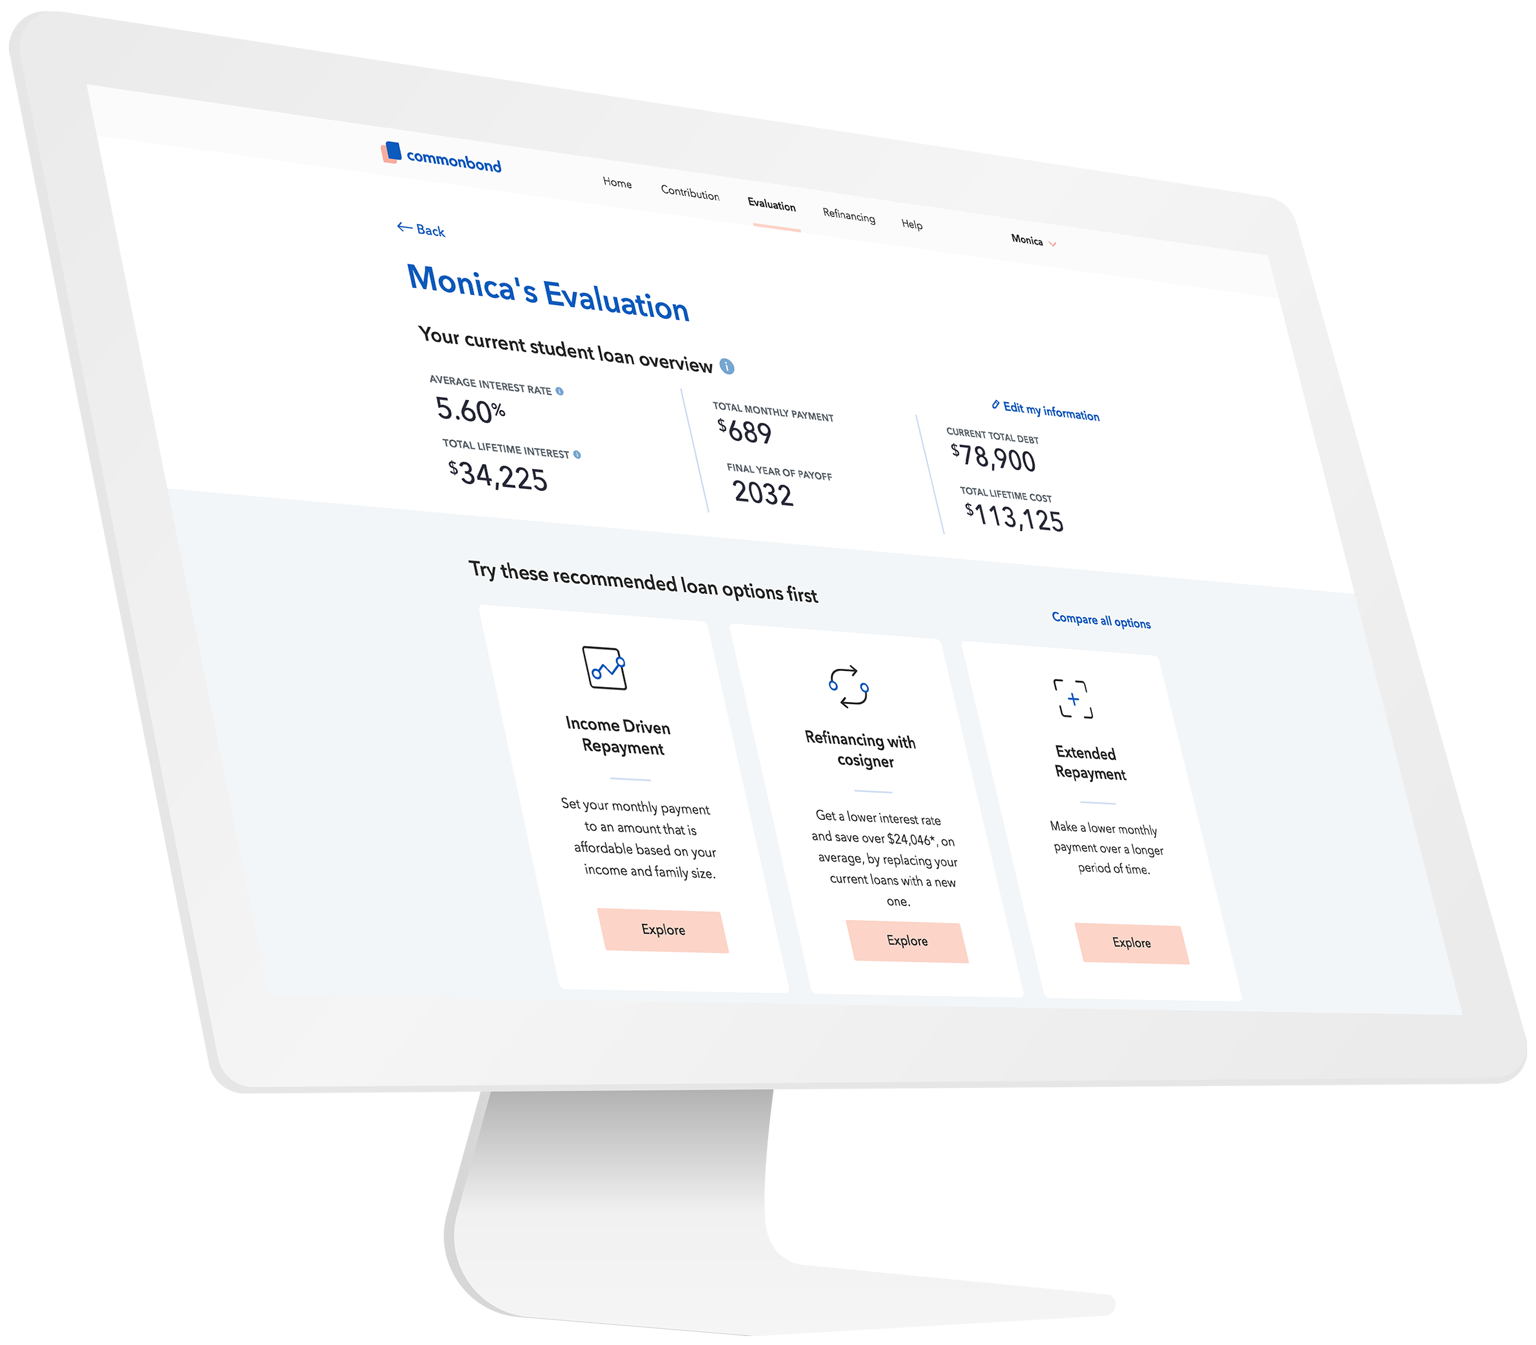 commonbond
Home Contribution Evaluation Refinancing Help Monica
← Back
Monica's Evaluation
Your current student loan overview i
Edit my information
AVERAGE INTEREST RATE i
5.60%
TOTAL LIFETIME INTEREST i
$34,225
TOTAL MONTHLY PAYMENT
$689
FINAL YEAR OF PAYOFF
2032
CURRENT TOTAL DEBT
$78,900
TOTAL LIFETIME COST
$113,125
Try these recommended loan options first
Compare all options
Income Driven
Repayment
Set your monthly payment
to an amount that is
affordable based on your
income and family size.
Explore
Refinancing with
cosigner
Get a lower interest rate
and save over $24,046*, on
average, by replacing your
current loans with a new
one.
Explore
Extended
Repayment
Make a lower monthly
payment over a longer
period of time.
Explore